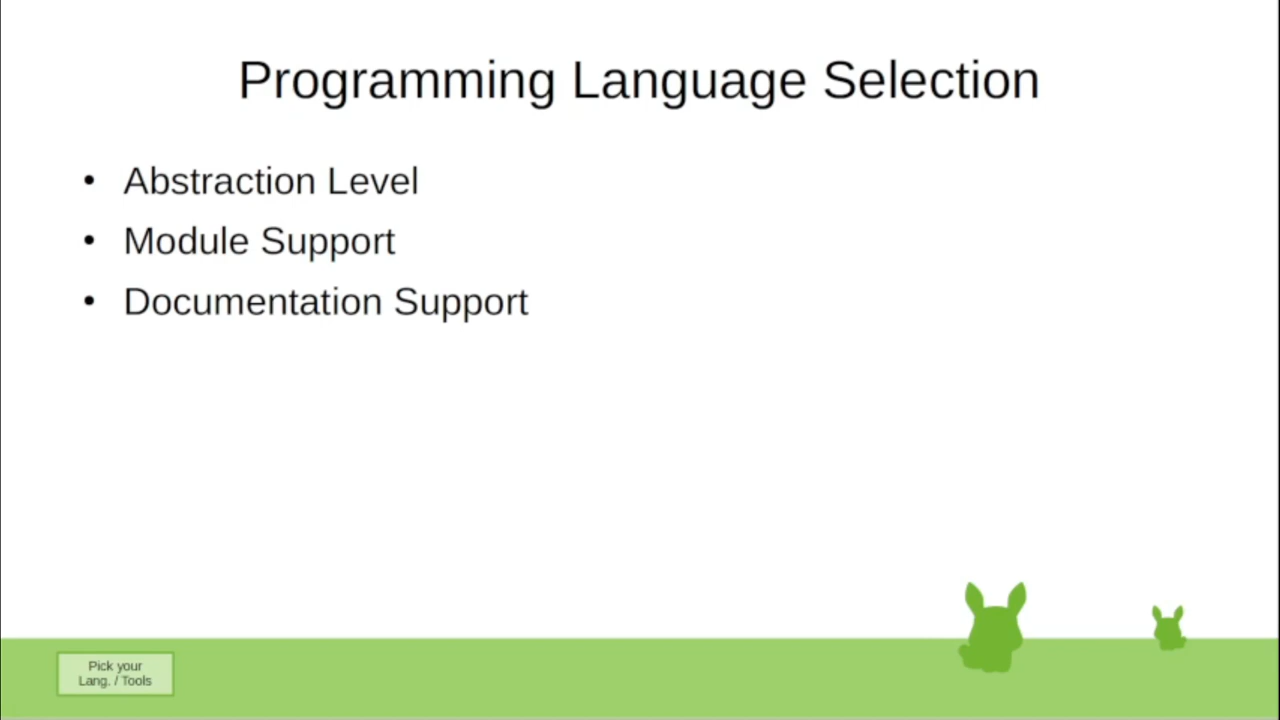 Programming Language Selection
• Abstraction Level
• Module Support
• Documentation Support
Pick your
Lang. / Tools